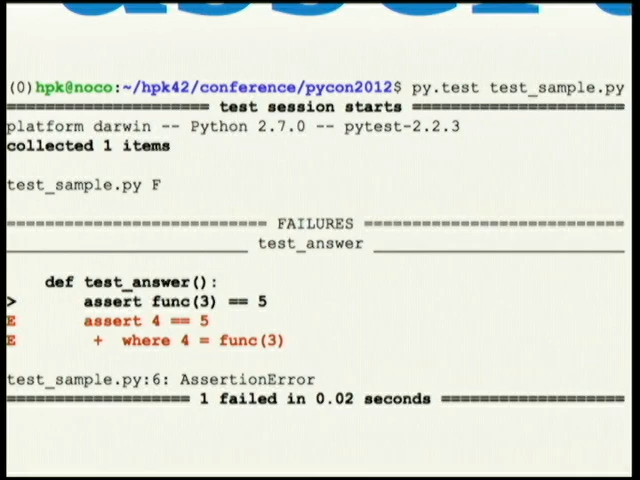 (0)hpk@noco:~/hpk42/conference/pycon2012$ py.test test_sample.py
========================= test session starts ==========================
platform darwin -- Python 2.7.0 -- pytest-2.2.3
collected 1 items
test_sample.py F
=============================== FAILURES ===============================
_____________________________ test_answer ______________________________
def test_answer():
> assert func(3) == 5
E assert 4 == 5
E + where 4 = func(3)
test_sample.py:6: AssertionError
====================== 1 failed in 0.02 seconds =======================